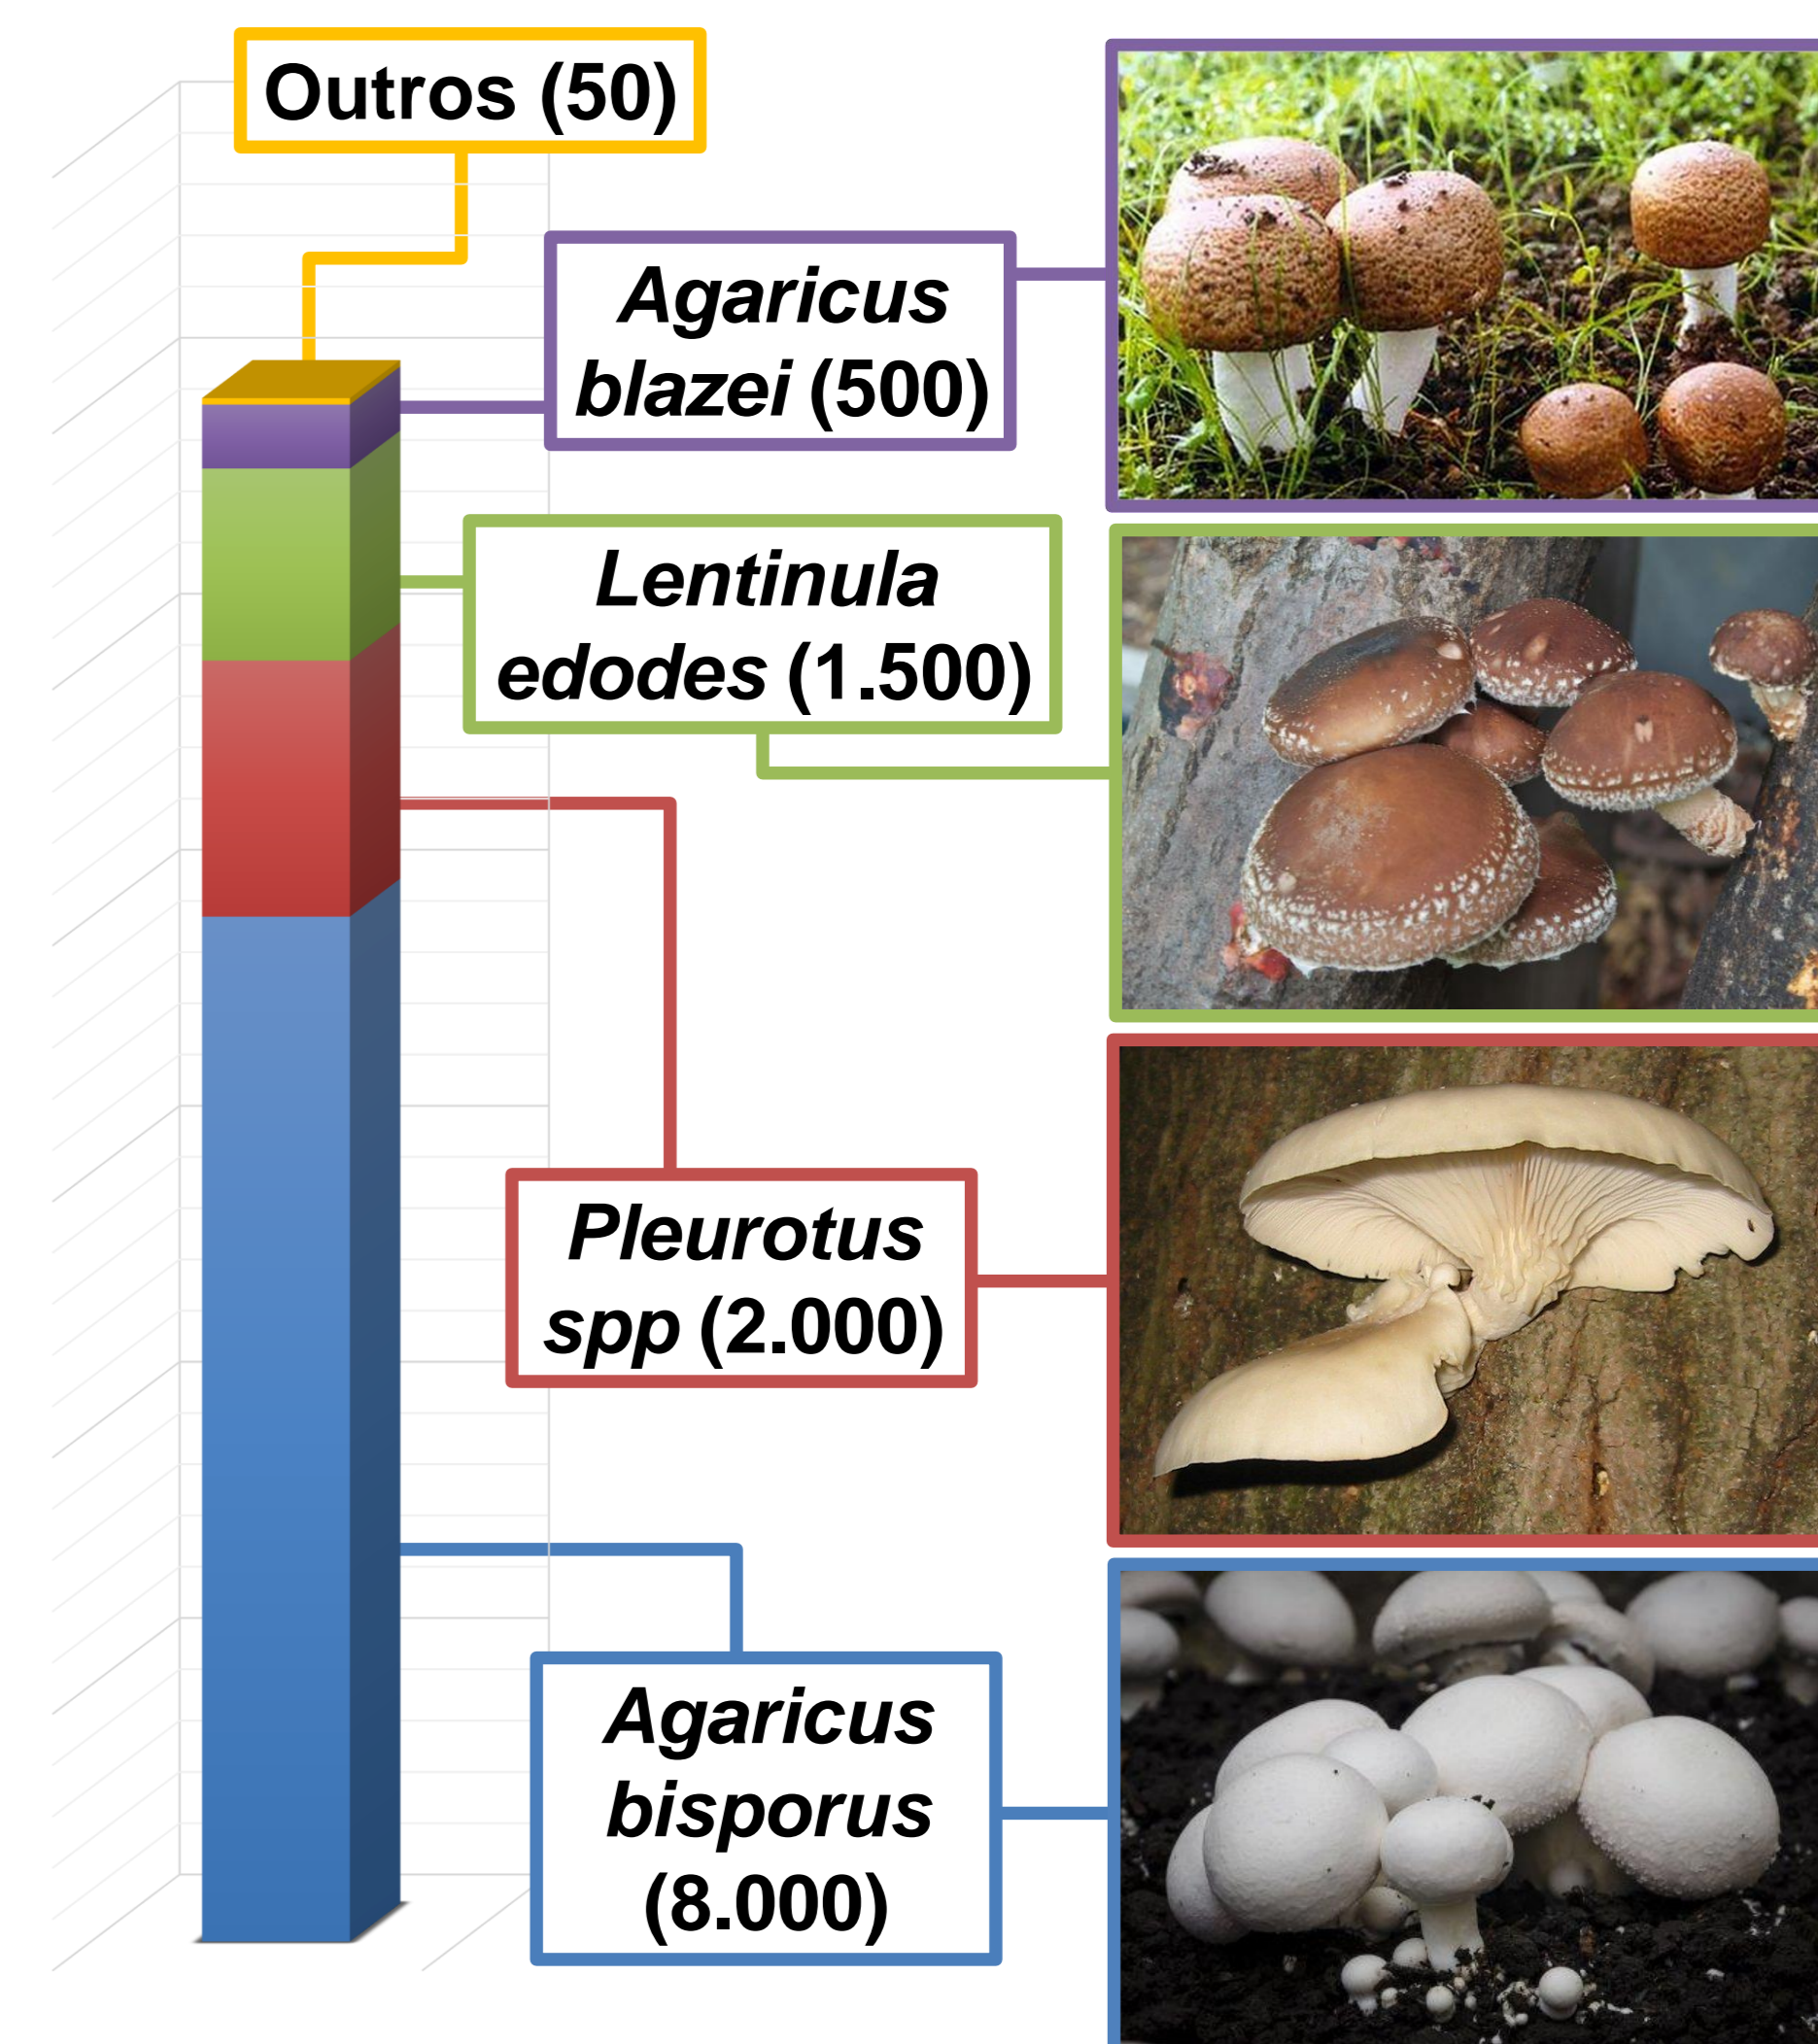 Outros (50)
Agaricus
blazei (500)
Lentinula
edodes (1.500)
Pleurotus
spp (2.000)
Agaricus
bisporus
(8.000)